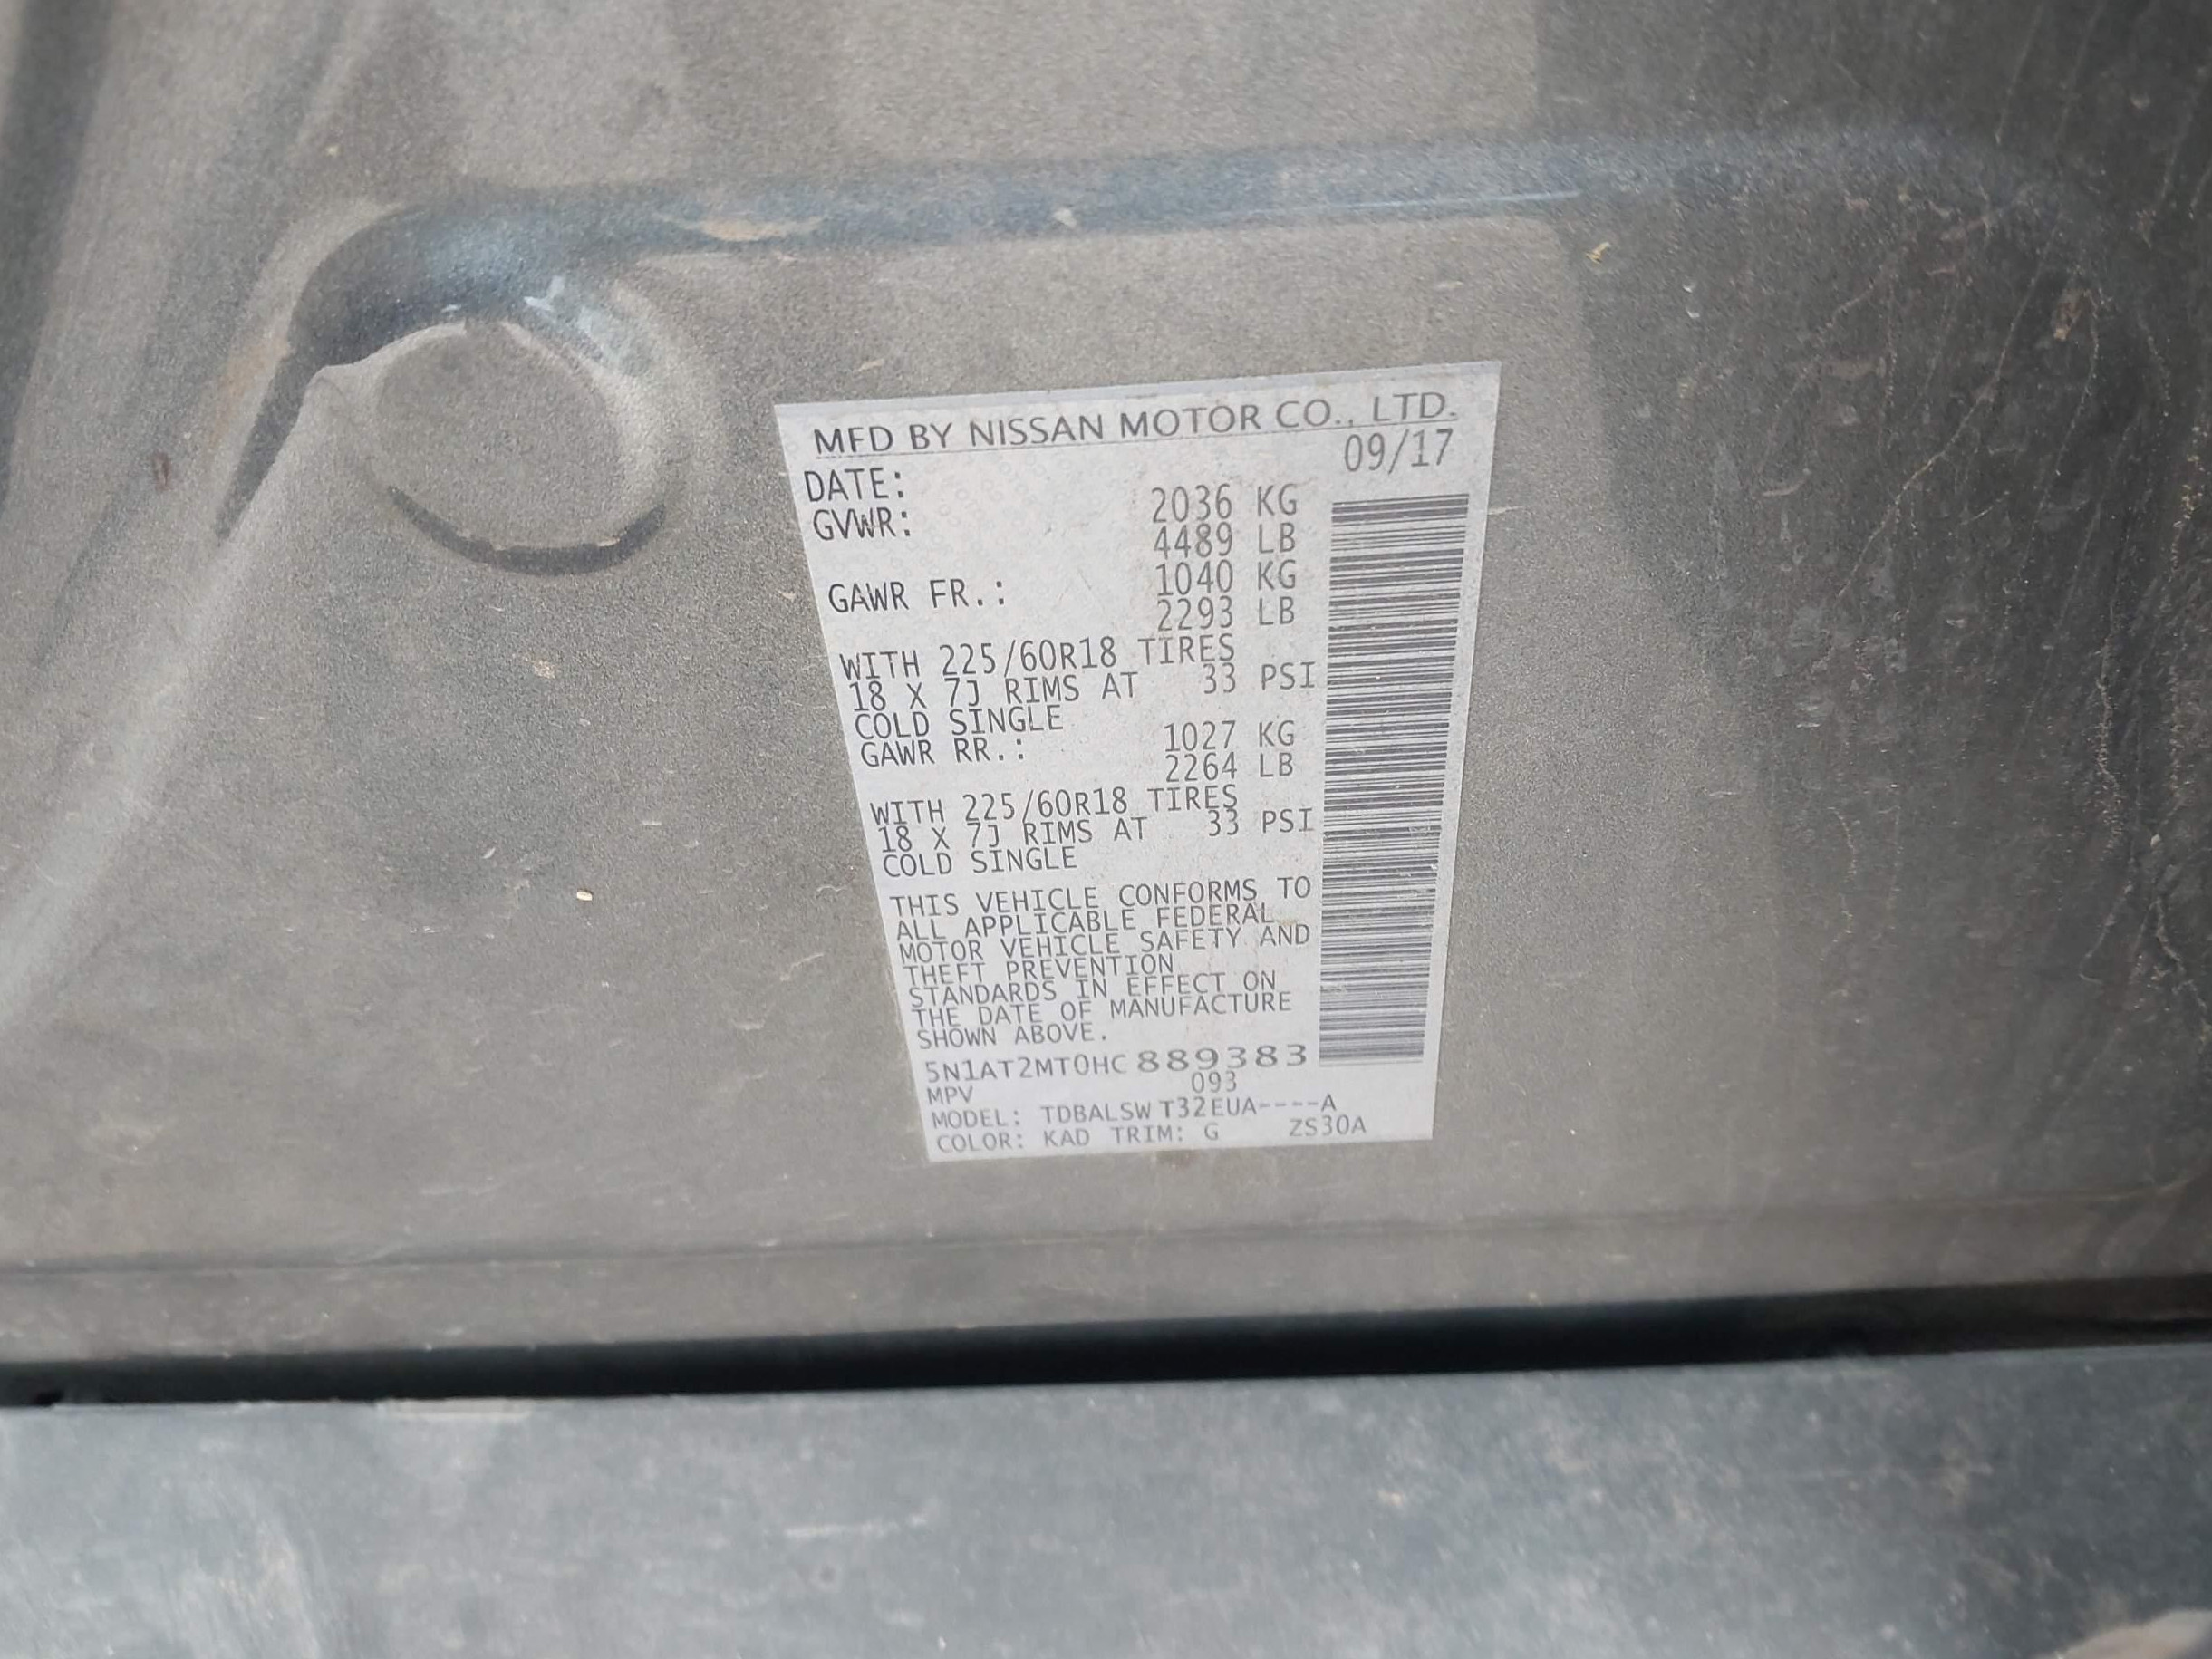 MFD BY NISSAN MOTOR CO., LTD.
DATE: 09/17
GVWR: 2036 KG
4489 LB
GAWR FR.: 1040 KG
2293 LB
WITH 225/60R18 TIRES
18 X 7J RIMS AT 33 PSI
COLD SINGLE
GAWR RR.: 1027 KG
2264 LB
WITH 225/60R18 TIRES
18 X 7J RIMS AT 33 PSI
COLD SINGLE
THIS VEHICLE CONFORMS TO
ALL APPLICABLE FEDERAL
MOTOR VEHICLE SAFETY AND
THEFT PREVENTION
STANDARDS IN EFFECT ON
THE DATE OF MANUFACTURE
SHOWN ABOVE.
5N1AT2MT0HC889383
MPV 093
MODEL: TDBALSWT32EUA----A
COLOR: KAD TRIM: G ZS30A